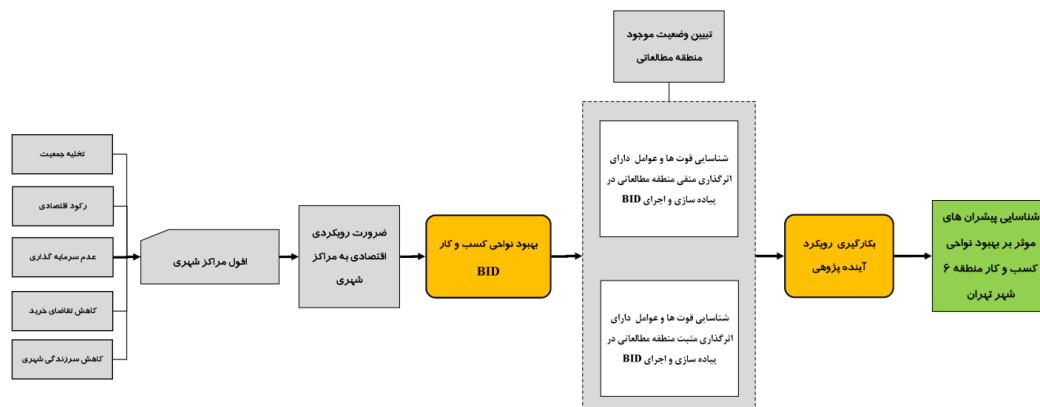 تخلیه جمعیت
رکود اقتصادی
عدم سرمایه گذاری
کاهش تقاضای خرید
کاهش سرزندگی شهری
افول مراکز شهری
ضرورت رویکردی
اقتصادی به مراکز
شهری
بهبود نواحی کسب و کار
BID
تبیین وضعیت موجود
منطقه مطالعاتی
شناسایی قوت ها و عوامل دارای
اثرگذاری منفی منطقه مطالعاتی در
پیاده سازی و اجرای BID
شناسایی قوت ها و عوامل دارای
اثرگذاری مثبت منطقه مطالعاتی در
پیاده سازی و اجرای BID
بکارگیری رویکرد
آینده پژوهی
شناسایی پیشران های
موثر بر بهبود نواحی
کسب و کار منطقه ۶
شهر تهران